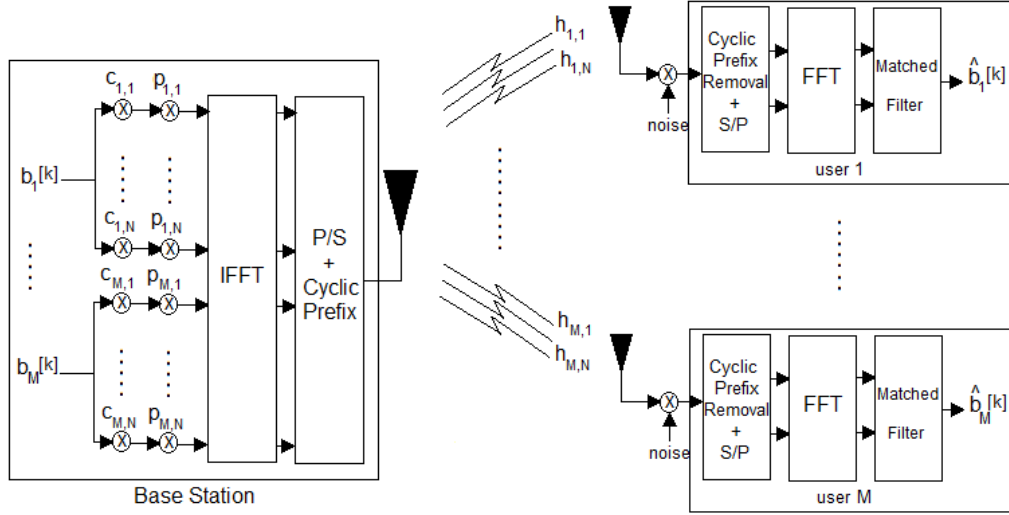 c1,1 p1,1
X X
b1[k]
c1,N p1,N
X X
cM,1 pM,1
X X
bM[k]
cM,N pM,N
X X
IFFT
P/S
+
Cyclic
Prefix
Base Station
h1,1
h1,N
hM,1
hM,N
X
noise
Cyclic
Prefix
Removal
+
S/P
FFT
Matched
Filter
b̂1[k]
user 1
X
noise
Cyclic
Prefix
Removal
+
S/P
FFT
Matched
Filter
b̂M[k]
user M